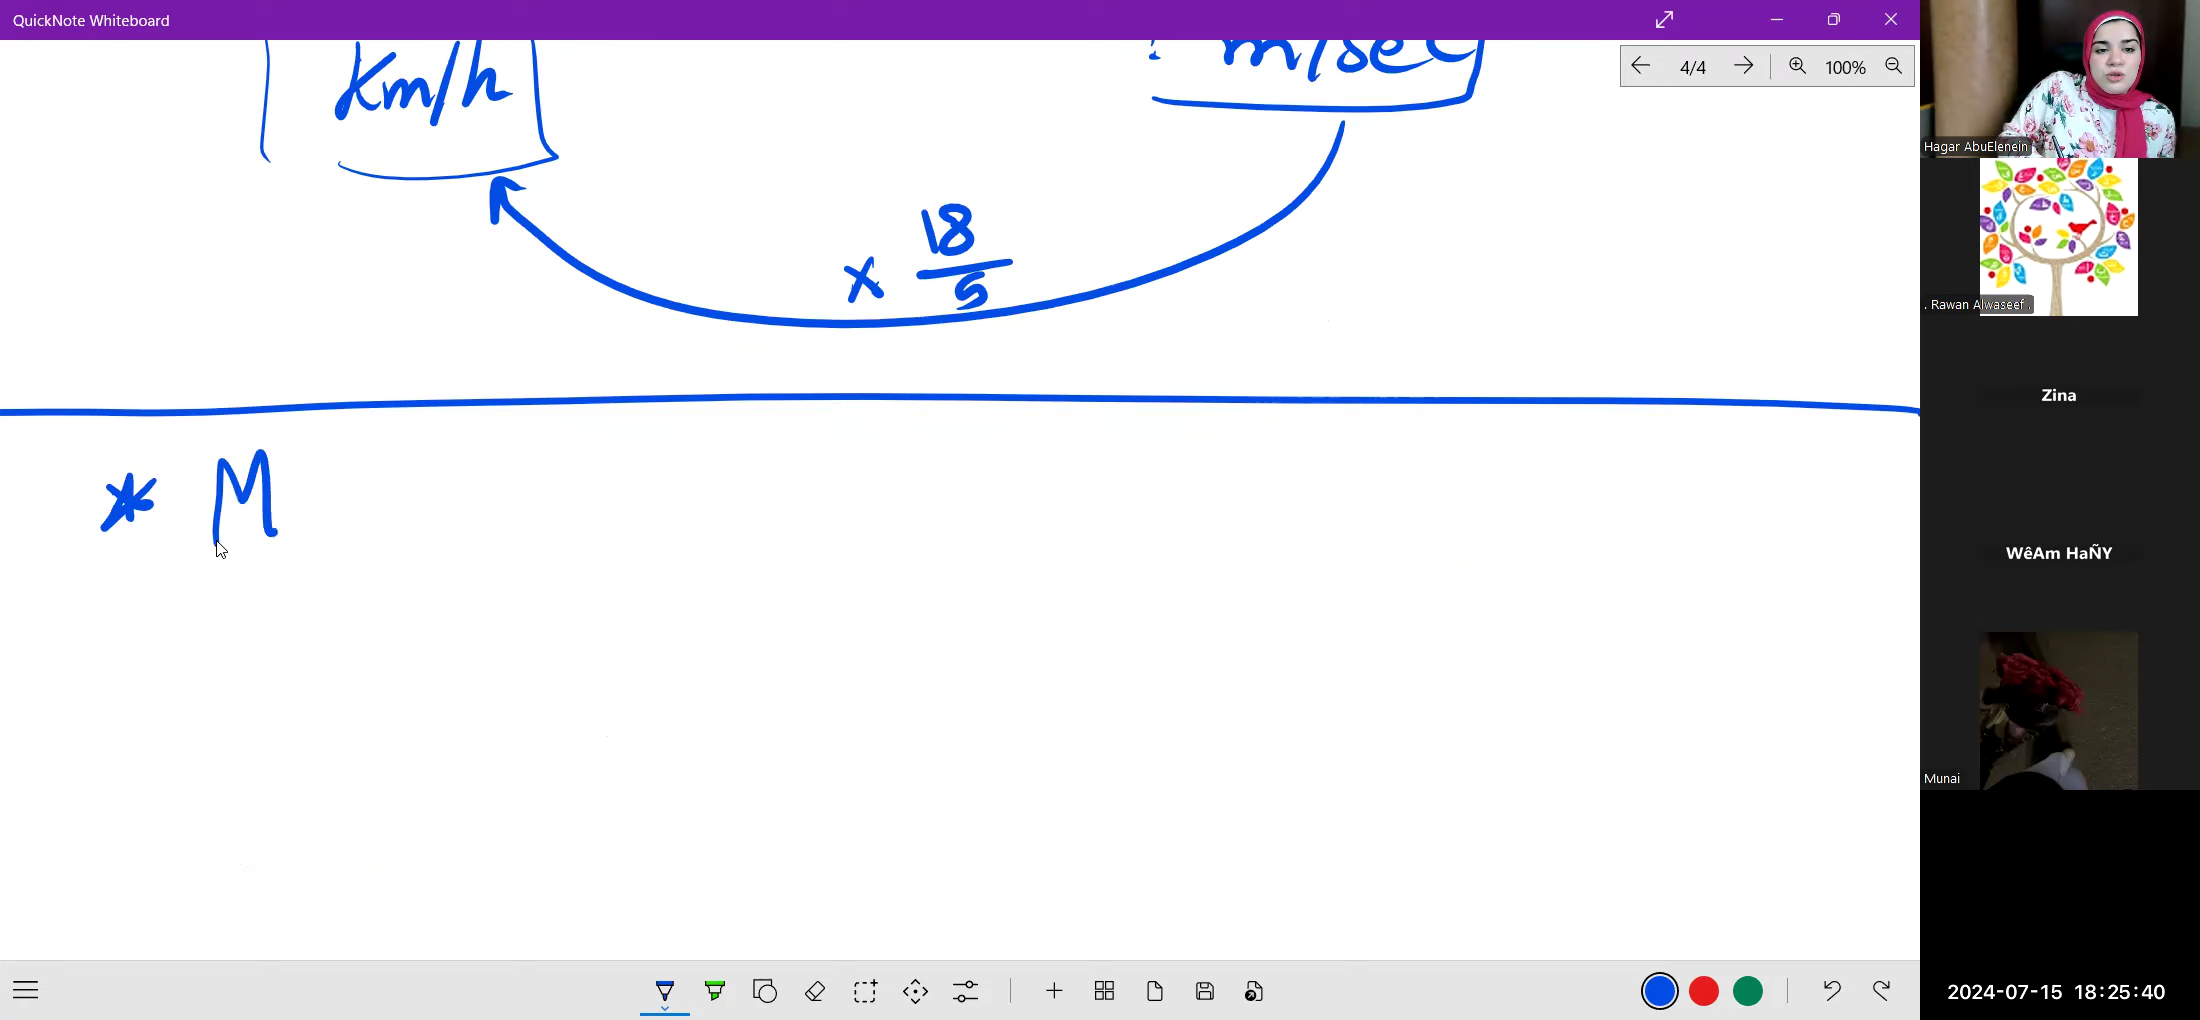 QuickNote Whiteboard
km/h
m/sec
4/4
100%
x 18/5
* M
Hagar AbuElenein
. Rawan Alwaseef .
Zina
WêAm HaÑY
Munai
2024-07-15 18:25:40